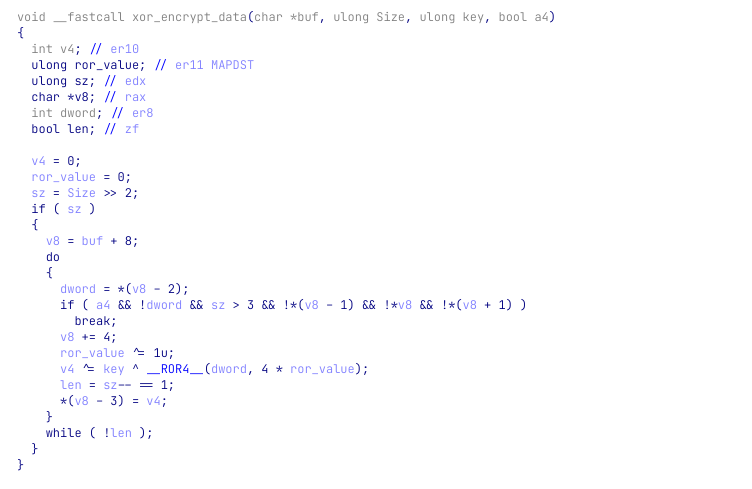 void __fastcall xor_encrypt_data(char *buf, ulong Size, ulong key, bool a4)
{
  int v4; // er10
  ulong ror_value; // er11 MAPDST
  ulong sz; // edx
  char *v8; // rax
  int dword; // er8
  bool len; // zf

  v4 = 0;
  ror_value = 0;
  sz = Size >> 2;
  if ( sz )
  {
    v8 = buf + 8;
    do
    {
      dword = *(v8 - 2);
      if ( a4 && !dword && sz > 3 && !*(v8 - 1) && !*v8 && !*(v8 + 1) )
        break;
      v8 += 4;
      ror_value ^= 1u;
      v4 ^= key ^ __ROR4__(dword, 4 * ror_value);
      len = sz-- == 1;
      *(v8 - 3) = v4;
    }
    while ( !len );
  }
}